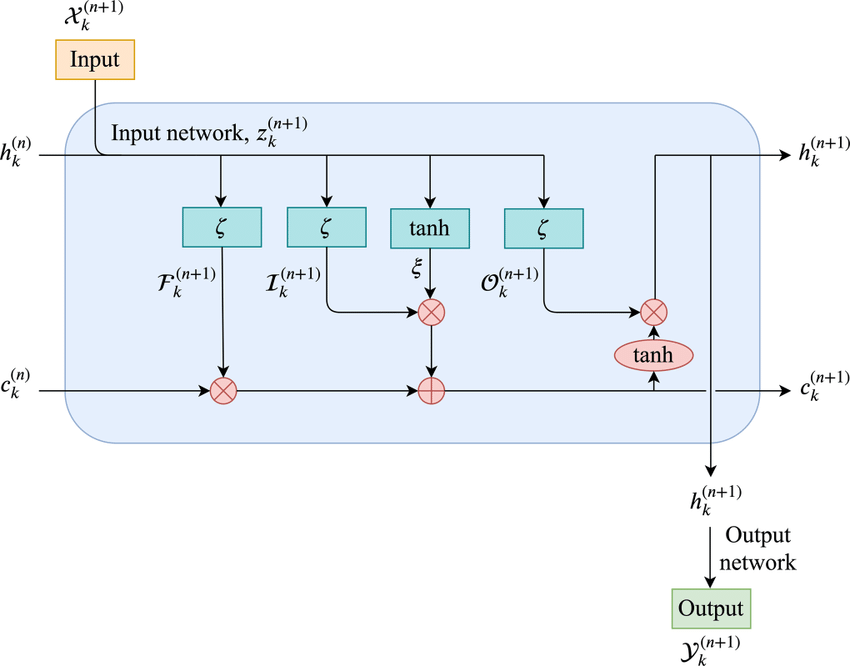 𝒳_k^(n+1)
Input
Input network, z_k^(n+1)
h_k^(n)
h_k^(n+1)
ζ
ζ
tanh
ζ
ℱ_k^(n+1)
ℐ_k^(n+1)
ξ
𝒪_k^(n+1)
tanh
c_k^(n)
c_k^(n+1)
h_k^(n+1)
Output
network
Output
𝒴_k^(n+1)